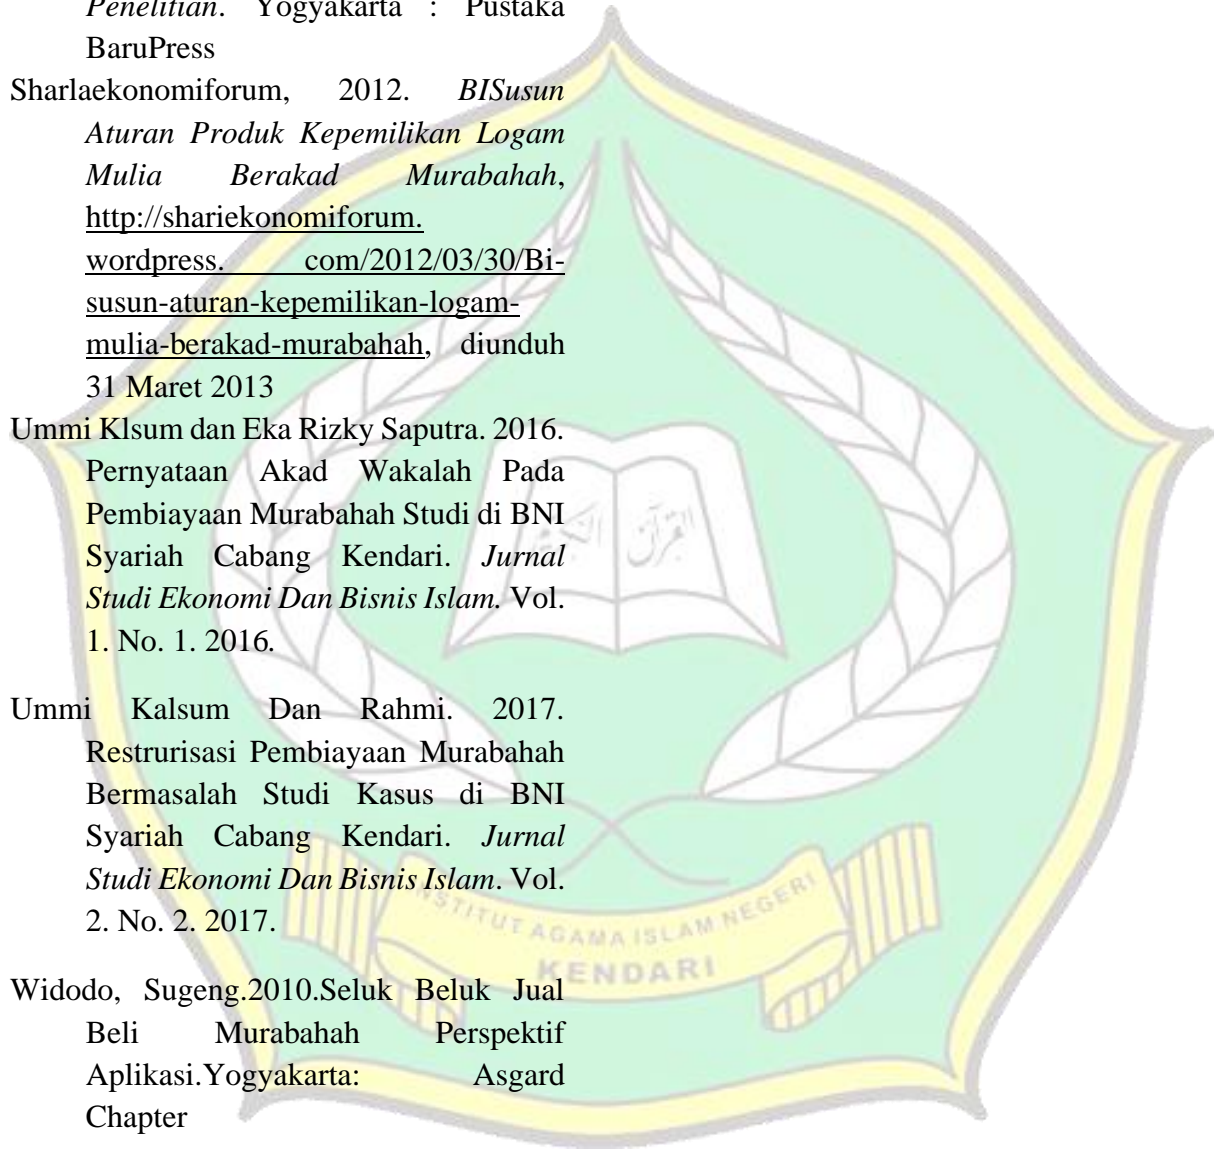 Penelitian. Yogyakarta : Pustaka
BaruPress
Sharlaekonomiforum, 2012. BISusun
Aturan Produk Kepemilikan Logam
Mulia Berakad Murabahah,
http://shariekonomiforum.
wordpress. com/2012/03/30/Bi-
susun-aturan-kepemilikan-logam-
mulia-berakad-murabahah, diunduh
31 Maret 2013
Ummi Klsum dan Eka Rizky Saputra. 2016.
Pernyataan Akad Wakalah Pada
Pembiayaan Murabahah Studi di BNI
Syariah Cabang Kendari. Jurnal
Studi Ekonomi Dan Bisnis Islam. Vol.
1. No. 1. 2016.
Ummi Kalsum Dan Rahmi. 2017.
Restrurisasi Pembiayaan Murabahah
Bermasalah Studi Kasus di BNI
Syariah Cabang Kendari. Jurnal
Studi Ekonomi Dan Bisnis Islam. Vol.
2. No. 2. 2017.
Widodo, Sugeng.2010.Seluk Beluk Jual
Beli Murabahah Perspektif
Aplikasi.Yogyakarta: Asgard
Chapter
القرآن الكريم
INSTITUT AGAMA ISLAM NEGERI
KENDARI